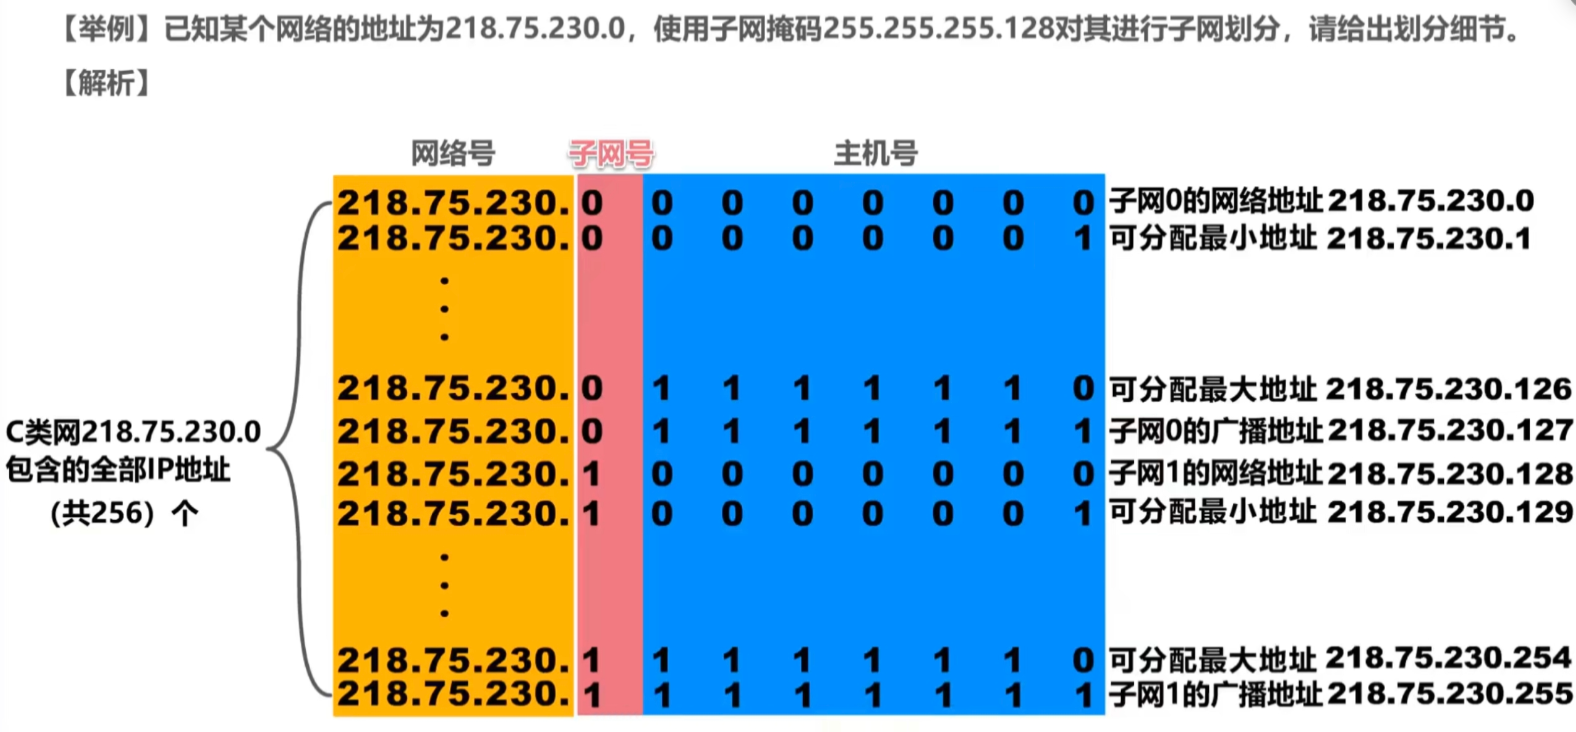 【举例】已知某个网络的地址为218.75.230.0，使用子网掩码255.255.255.128对其进行子网划分，请给出划分细节。
【解析】
网络号 子网号 主机号
218.75.230. 0 0 0 0 0 0 0 0 子网0的网络地址 218.75.230.0
218.75.230. 0 0 0 0 0 0 0 1 可分配最小地址 218.75.230.1
218.75.230. 0 1 1 1 1 1 1 0 可分配最大地址 218.75.230.126
218.75.230. 0 1 1 1 1 1 1 1 子网0的广播地址 218.75.230.127
218.75.230. 1 0 0 0 0 0 0 0 子网1的网络地址 218.75.230.128
218.75.230. 1 0 0 0 0 0 0 1 可分配最小地址 218.75.230.129
218.75.230. 1 1 1 1 1 1 1 0 可分配最大地址 218.75.230.254
218.75.230. 1 1 1 1 1 1 1 1 子网1的广播地址 218.75.230.255
C类网218.75.230.0
包含的全部IP地址
（共256）个